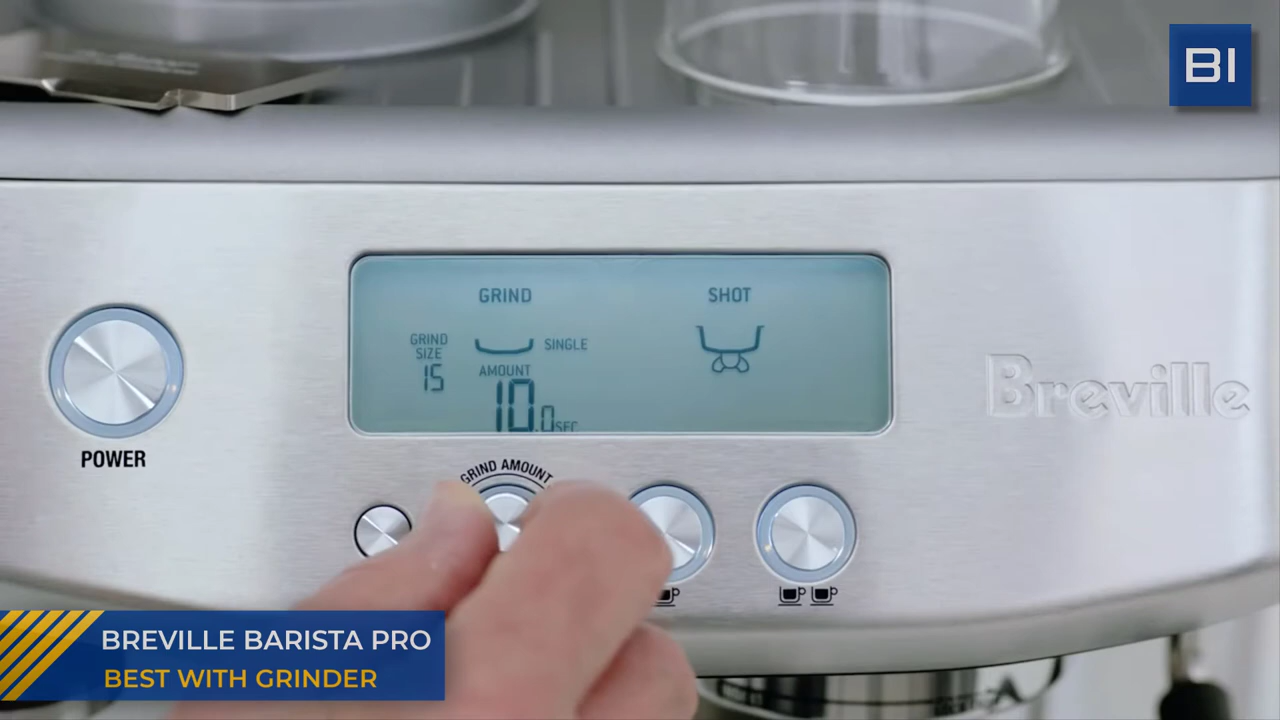 BI
GRIND
SHOT
GRIND
SIZE
15
SINGLE
AMOUNT
10.0SEC
Breville
POWER
GRIND AMOUNT
BREVILLE BARISTA PRO
BEST WITH GRINDER